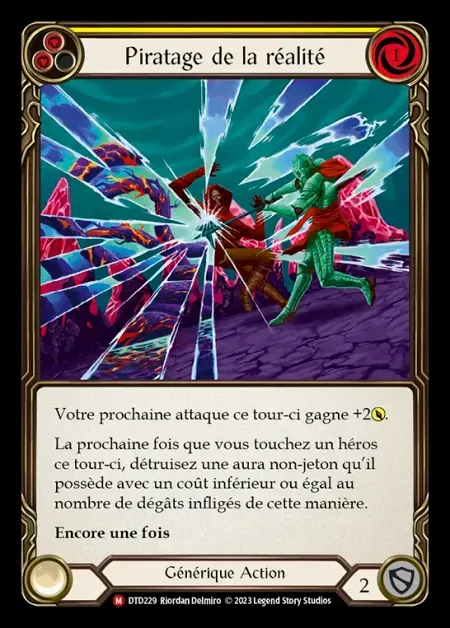 Piratage de la réalité
1
Votre prochaine attaque ce tour-ci gagne +2.
La prochaine fois que vous touchez un héros
ce tour-ci, détruisez une aura non-jeton qu’il
possède avec un coût inférieur ou égal au
nombre de dégâts infligés de cette manière.
Encore une fois
Générique Action
2
M DTD229 Riordan Delmiro © 2023 Legend Story Studios